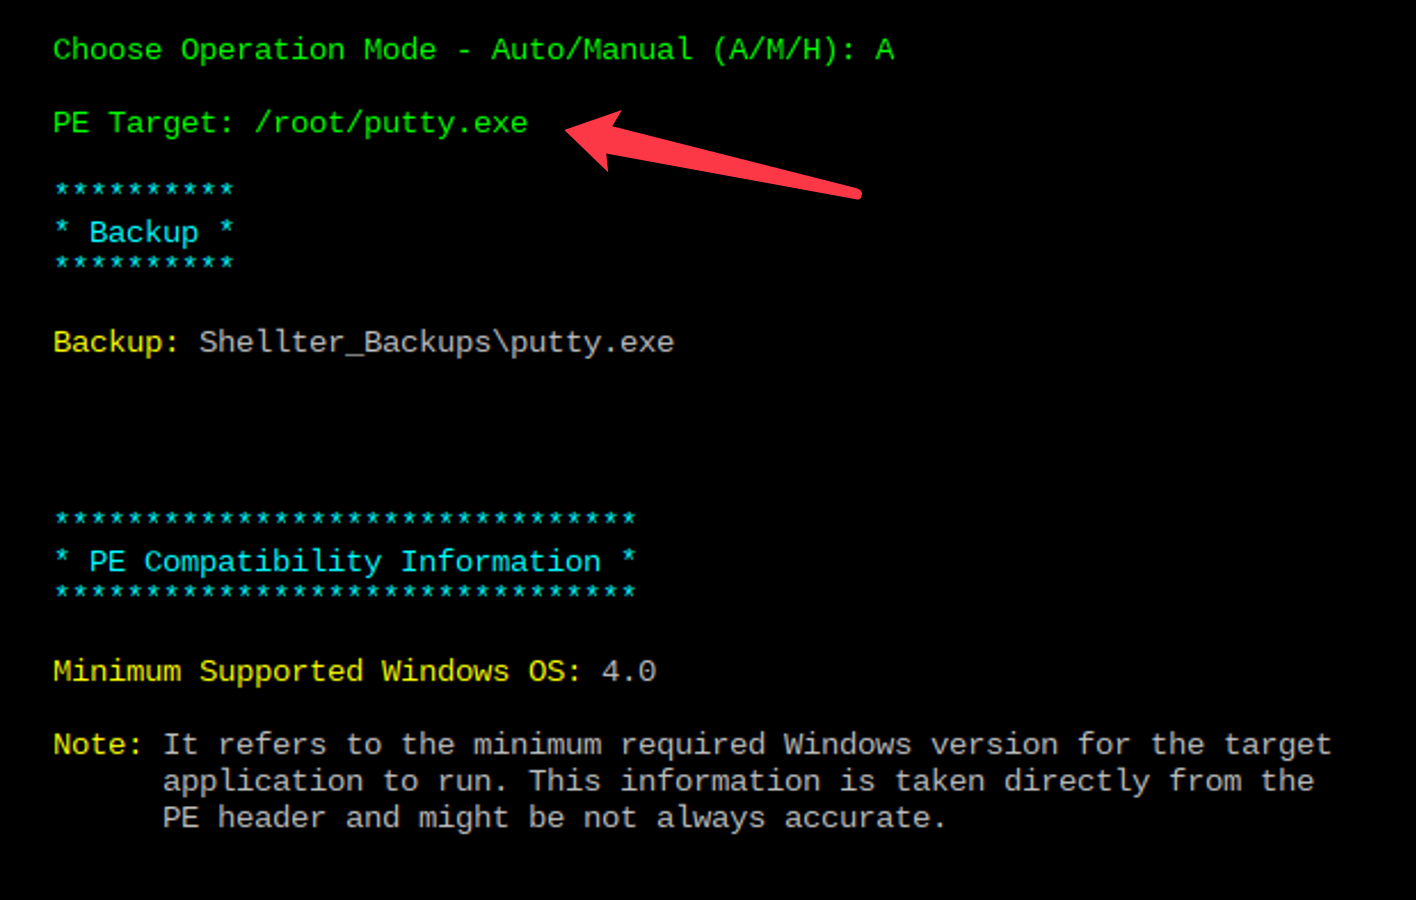 Choose Operation Mode - Auto/Manual (A/M/H): A
PE Target: /root/putty.exe
**********
* Backup *
**********
Backup: Shellter_Backups\putty.exe
********************************
* PE Compatibility Information *
********************************
Minimum Supported Windows OS: 4.0
Note: It refers to the minimum required Windows version for the target
application to run. This information is taken directly from the
PE header and might be not always accurate.